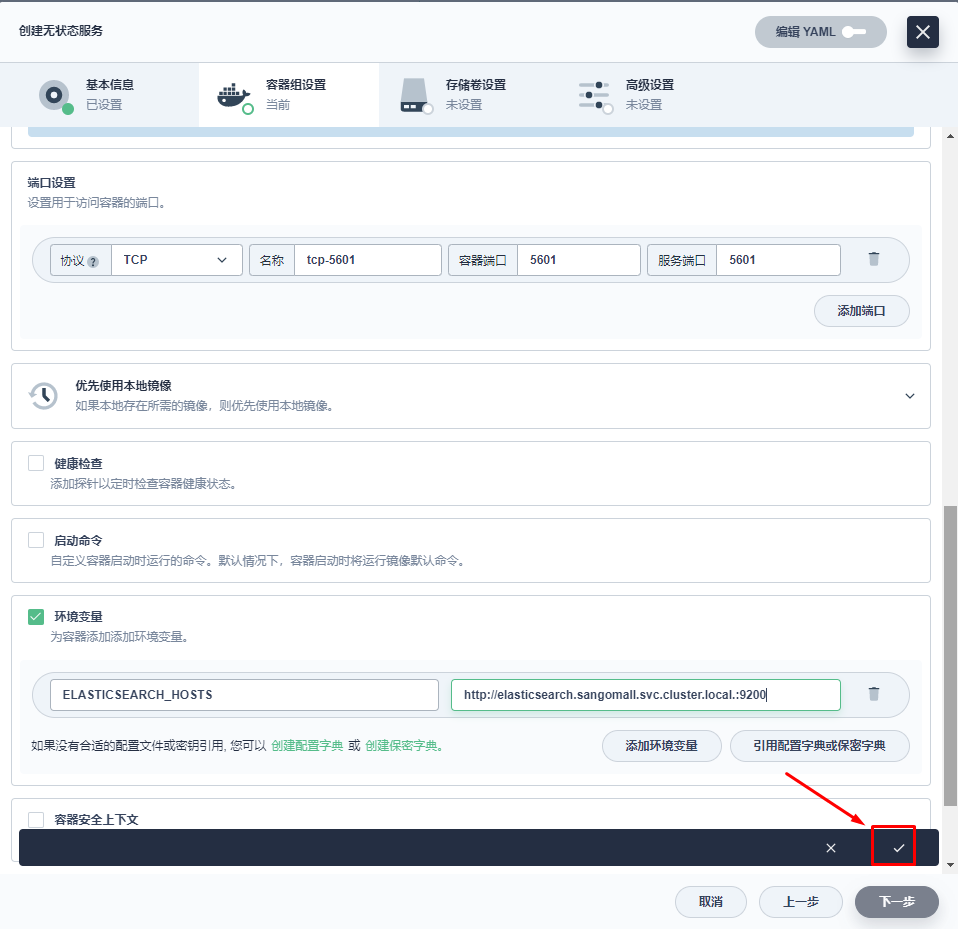 创建无状态服务
编辑 YAML
基本信息
已设置
容器组设置
当前
存储卷设置
未设置
高级设置
未设置
端口设置
设置用于访问容器的端口。
协议 ?
TCP
名称
tcp-5601
容器端口
5601
服务端口
5601
添加端口
优先使用本地镜像
如果本地存在所需的镜像，则优先使用本地镜像。
健康检查
添加探针以定时检查容器健康状态。
启动命令
自定义容器启动时运行的命令。默认情况下，容器启动时将运行镜像默认命令。
环境变量
为容器添加添加环境变量。
ELASTICSEARCH_HOSTS
http://elasticsearch.sangomall.svc.cluster.local.:9200
如果没有合适的配置文件或密钥引用, 您可以 创建配置字典 或 创建保密字典。
添加环境变量
引用配置字典或保密字典
容器安全上下文
取消
上一步
下一步